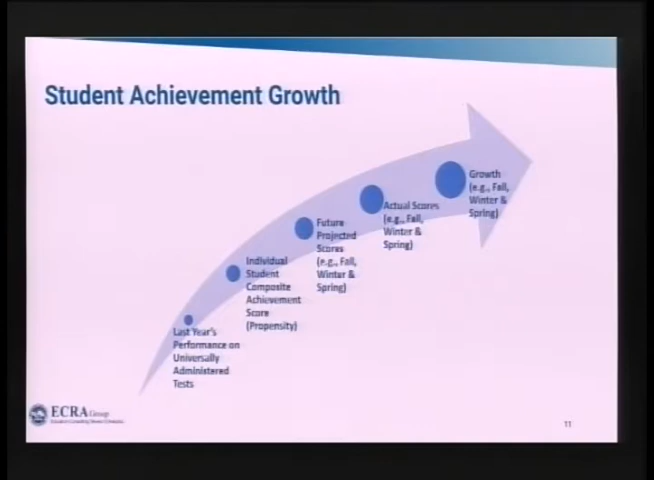 Student Achievement Growth
Growth
(e.g., Fall,
Winter &
Spring)
Actual Scores
(e.g., Fall,
Winter &
Spring)
Future
Projected
Scores
(e.g., Fall,
Winter &
Spring)
Individual
Student
Composite
Achievement
Score
(Propensity)
Last Year's
Performance on
Universally
Administered
Tests
ECRA Group
11